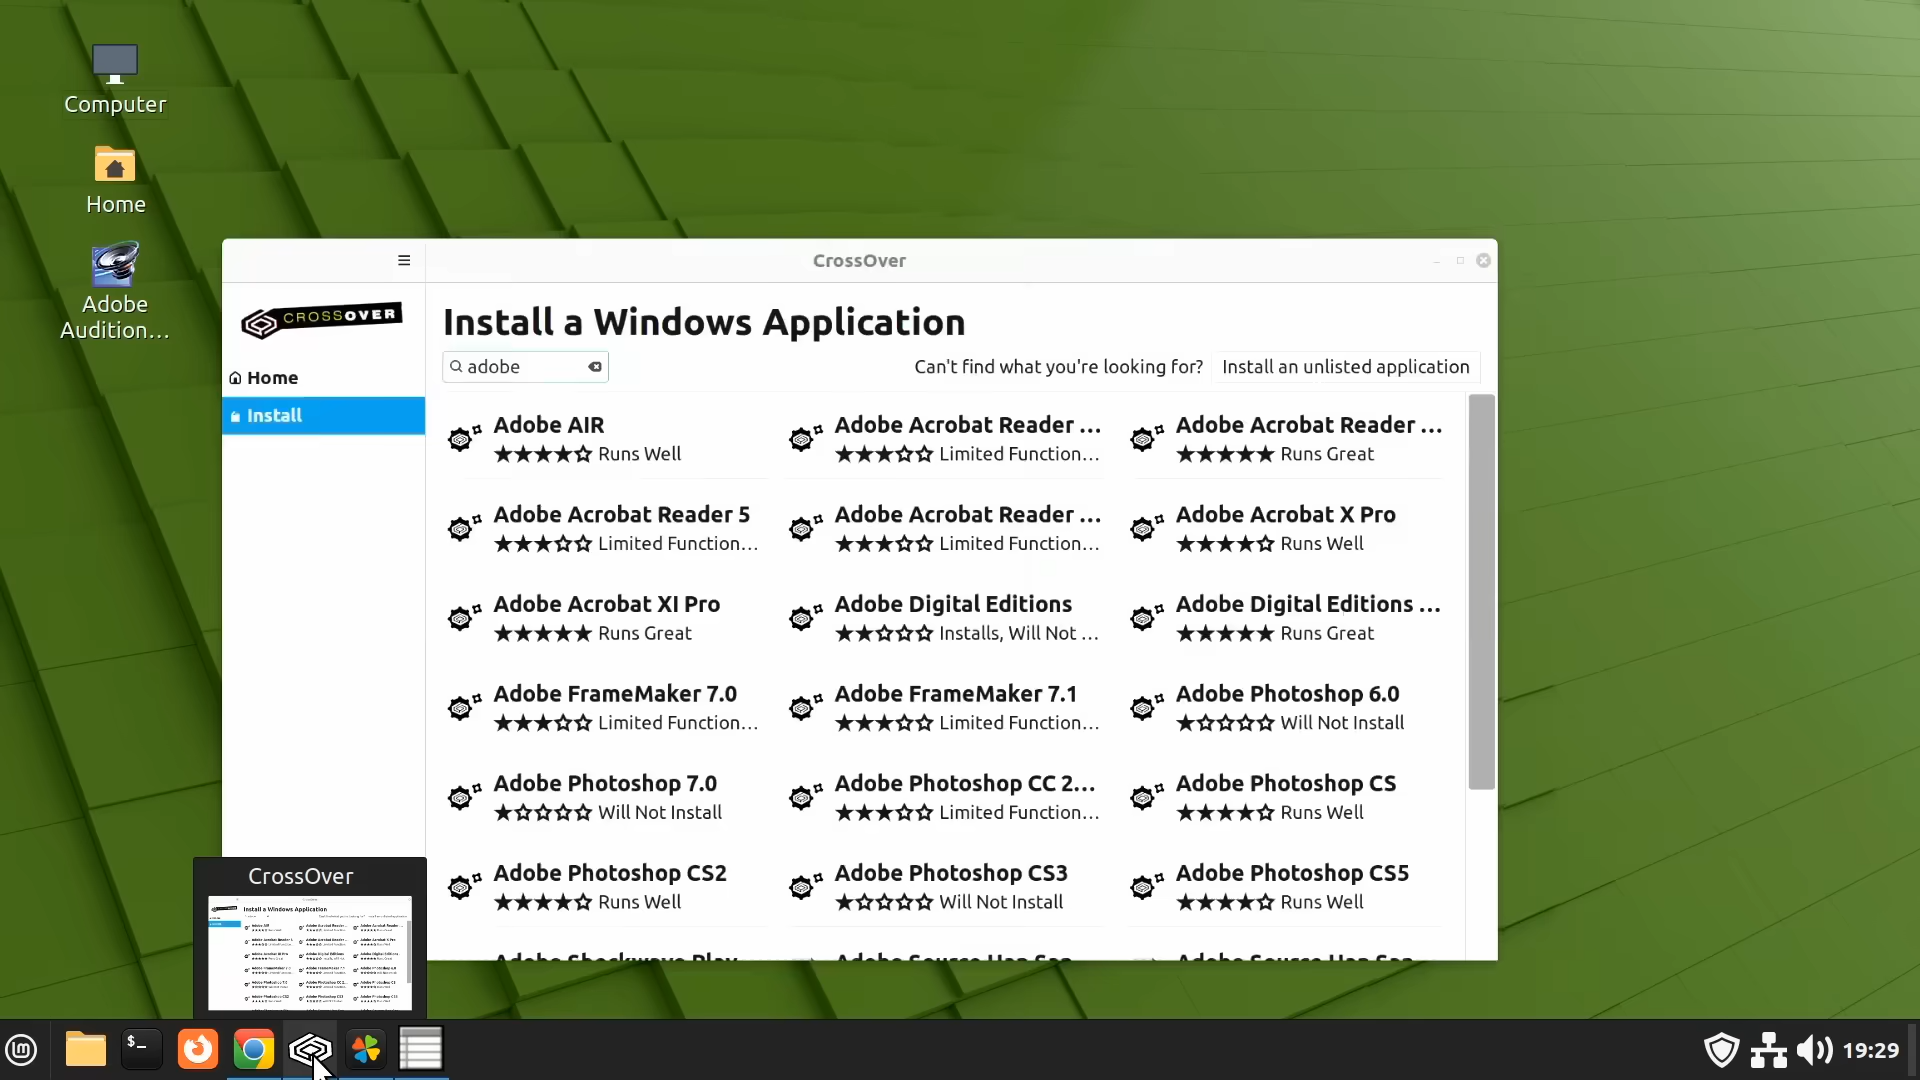 Computer
Home
Adobe
Audition...
CrossOver
CROSSOVER
Home
Install
Install a Windows Application
adobe
Can't find what you're looking for?
Install an unlisted application
Adobe AIR
★★★★☆ Runs Well
Adobe Acrobat Reader ...
★★★☆☆ Limited Function...
Adobe Acrobat Reader ...
★★★★★ Runs Great
Adobe Acrobat Reader 5
★★★☆☆ Limited Function...
Adobe Acrobat Reader ...
★★★☆☆ Limited Function...
Adobe Acrobat X Pro
★★★★☆ Runs Well
Adobe Acrobat XI Pro
★★★★★ Runs Great
Adobe Digital Editions
★★☆☆☆ Installs, Will Not ...
Adobe Digital Editions ...
★★★★★ Runs Great
Adobe FrameMaker 7.0
★★★☆☆ Limited Function...
Adobe FrameMaker 7.1
★★★☆☆ Limited Function...
Adobe Photoshop 6.0
★☆☆☆☆ Will Not Install
Adobe Photoshop 7.0
★☆☆☆☆ Will Not Install
Adobe Photoshop CC 2...
★★★☆☆ Limited Function...
Adobe Photoshop CS
★★★★☆ Runs Well
Adobe Photoshop CS2
★★★★☆ Runs Well
Adobe Photoshop CS3
★☆☆☆☆ Will Not Install
Adobe Photoshop CS5
★★★★☆ Runs Well
Adobe Shockwave Play
Adobe Source Han San
Adobe Source Han San
CrossOver
Install a Windows Application
$_
19:29